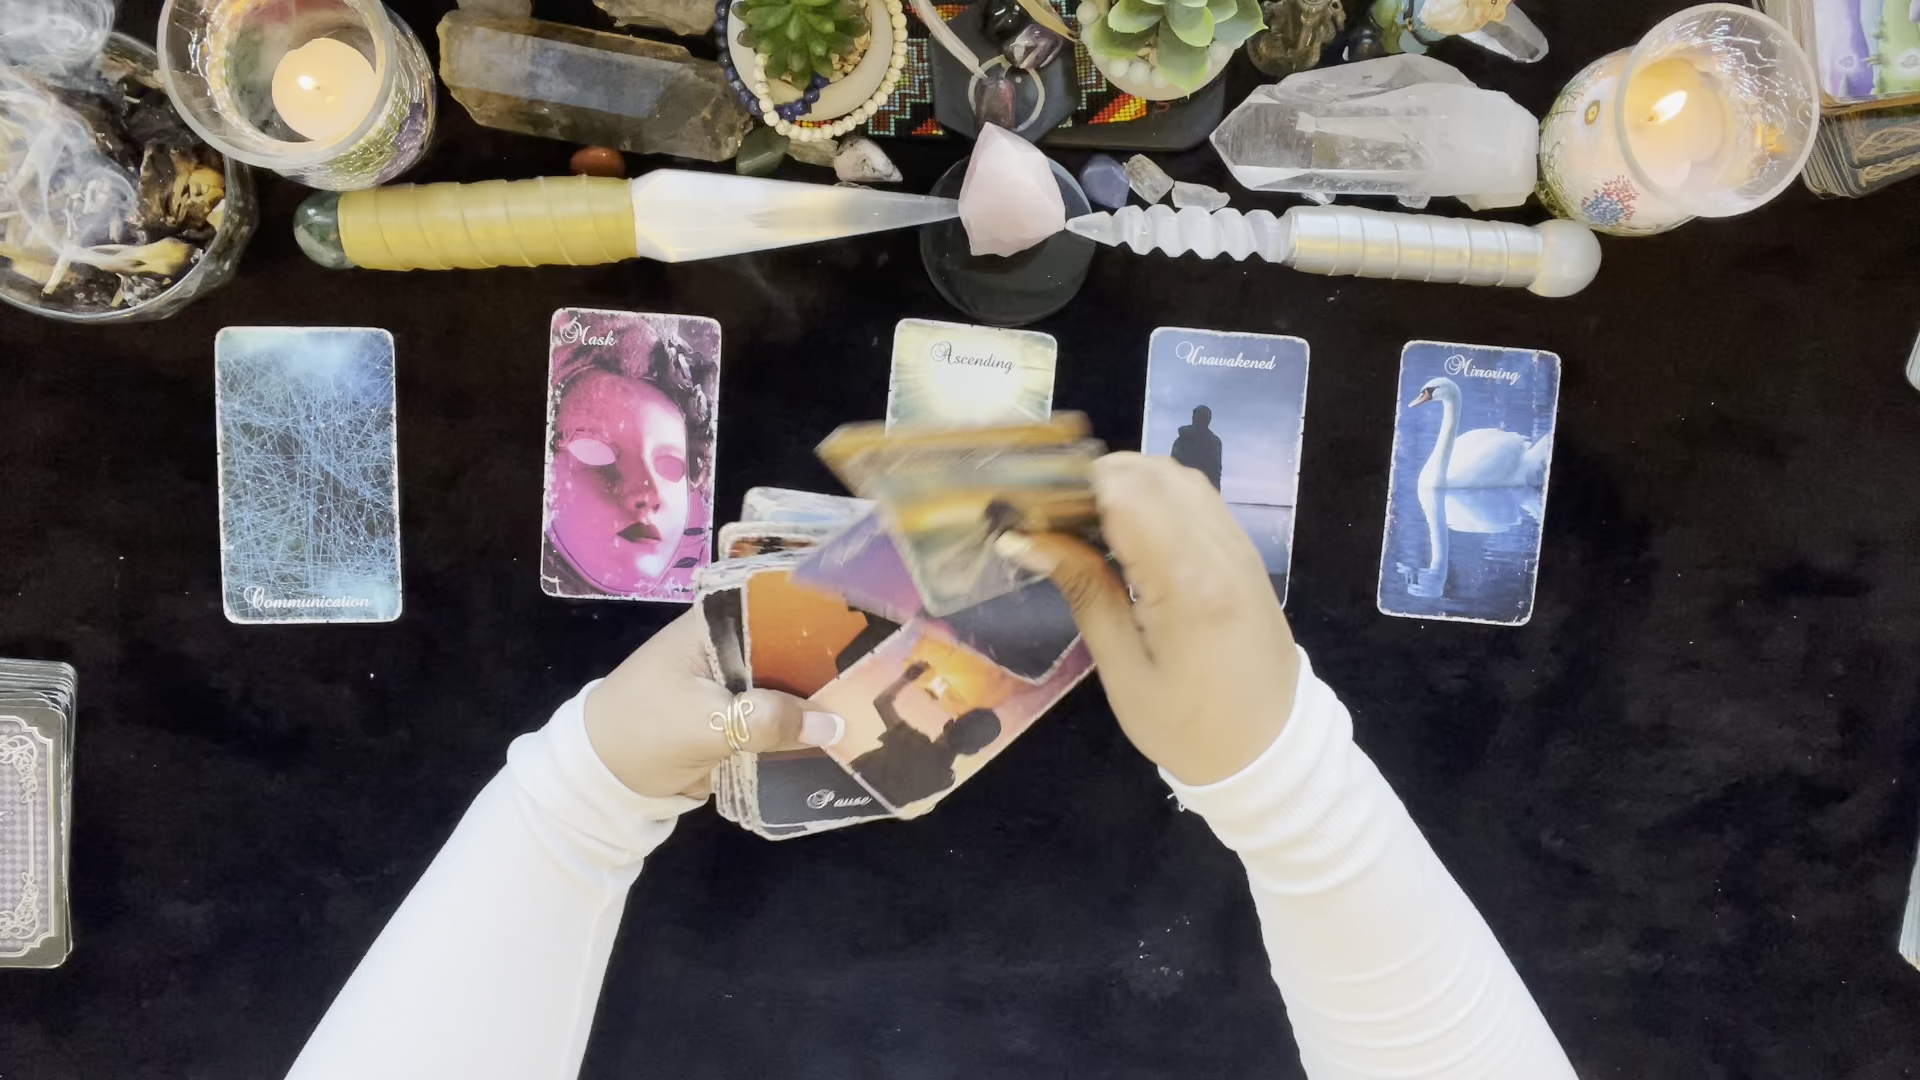 Mask
Ascending
Unawakened
Mirroring
Communication
Pause